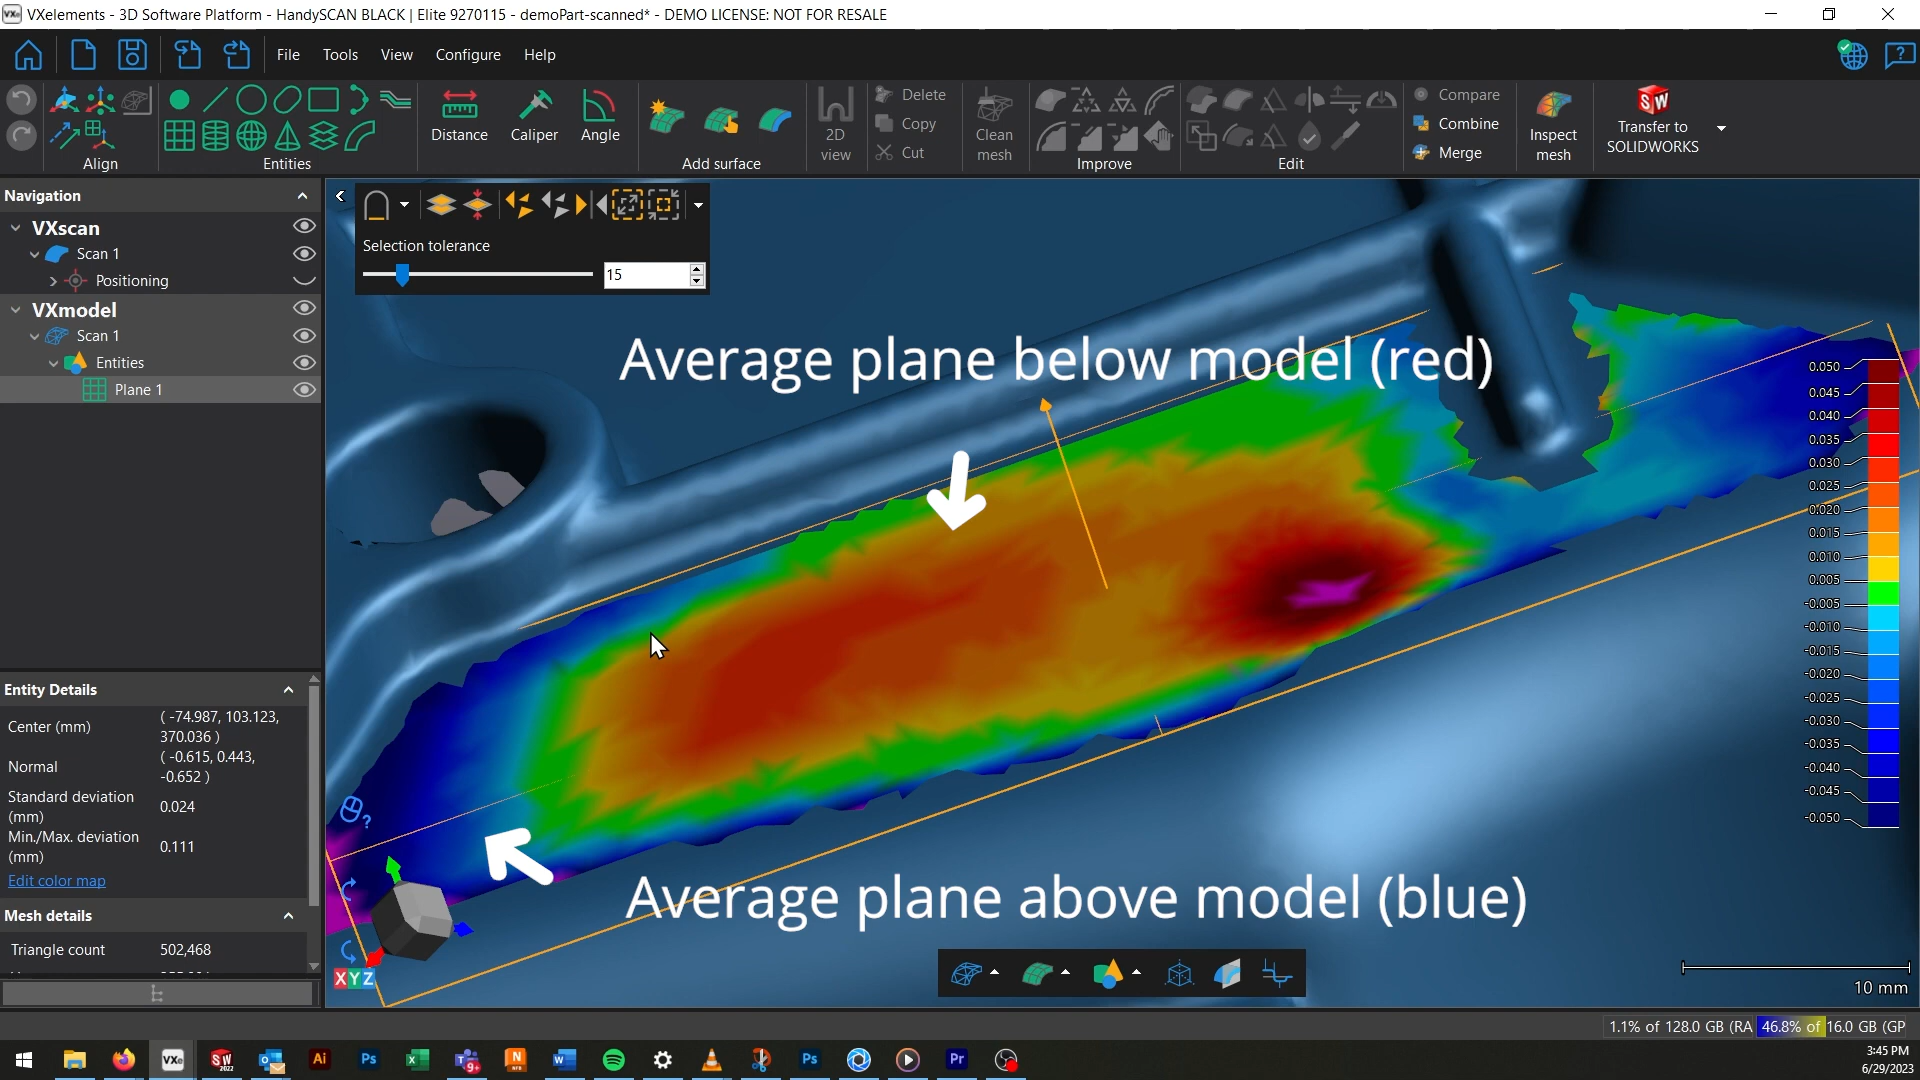 VXelements - 3D Software Platform - HandySCAN BLACK | Elite 9270115 - demoPart-scanned* - DEMO LICENSE: NOT FOR RESALE
File Tools View Configure Help
Distance Caliper Angle
2D view
Delete
Copy
Cut
Clean mesh
Compare
Combine
Merge
Inspect mesh
Transfer to SOLIDWORKS
Align Entities Add surface Improve Edit
Navigation
VXscan
Scan 1
Positioning
VXmodel
Scan 1
Entities
Plane 1
Selection tolerance
15
Average plane below model (red)
Average plane above model (blue)
0.050
0.045
0.040
0.035
0.030
0.025
0.020
0.015
0.010
0.005
-0.005
-0.010
-0.015
-0.020
-0.025
-0.030
-0.035
-0.040
-0.045
-0.050
10 mm
XYZ
Entity Details
Center (mm) ( -74.987, 103.123, 370.036 )
Normal ( -0.615, 0.443, -0.652 )
Standard deviation (mm) 0.024
Min./Max. deviation (mm) 0.111
Edit color map
Mesh details
Triangle count 502,468
1.1% of 128.0 GB (RA 46.8% of 16.0 GB (GP
3:45 PM
6/29/2023